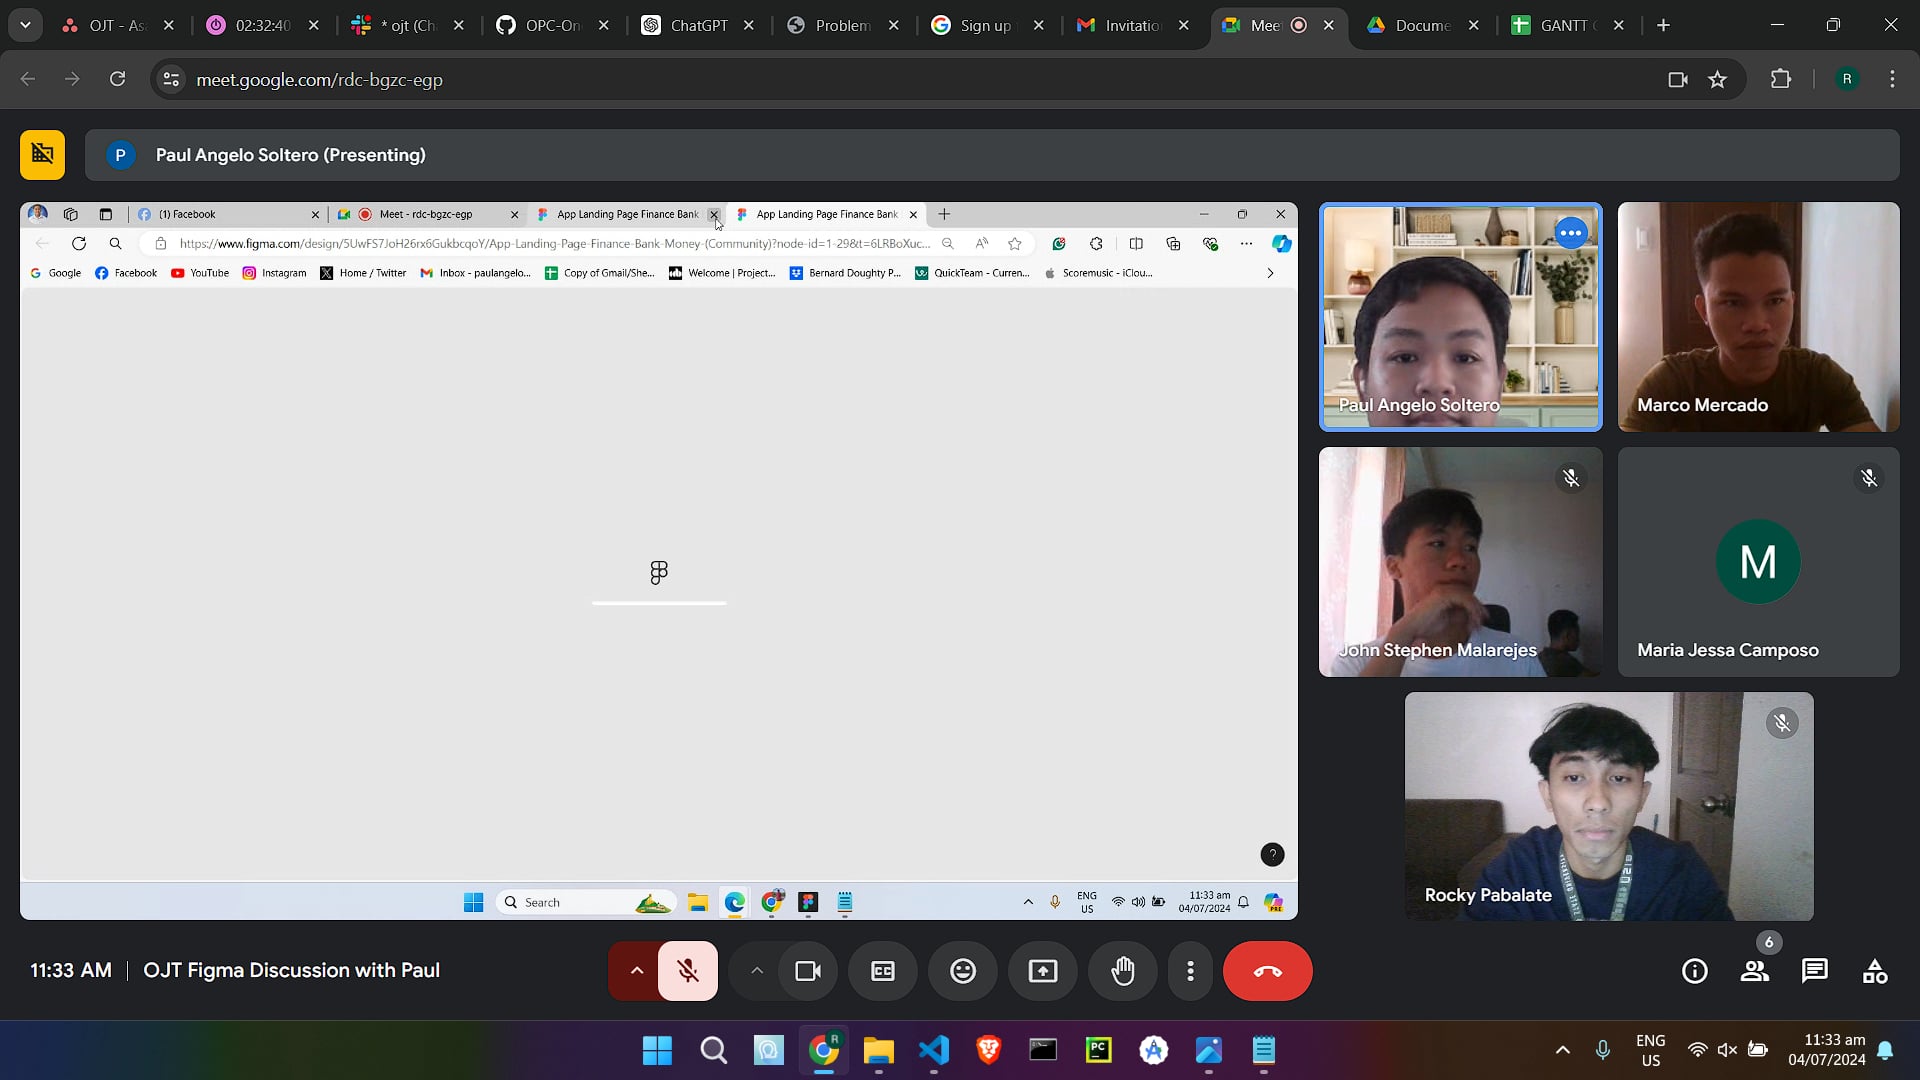 OJT - As
02:32:40
* ojt (Ch
OPC-On
ChatGPT
Problem
Sign up
Invitatio
Meet
Docume
GANTT C
meet.google.com/rdc-bgzc-egp
R
P
Paul Angelo Soltero (Presenting)
(1) Facebook
Meet - rdc-bgzc-egp
App Landing Page Finance Bank
App Landing Page Finance Bank
https://www.figma.com/design/5UwFS7JoH26rx6GukbcqoY/App-Landing-Page-Finance-Bank-Money-(Community)?node-id=1-29&t=6LRBoXuc...
Google
Facebook
YouTube
Instagram
Home / Twitter
Inbox - paulangelo...
Copy of Gmail/She...
Welcome | Project...
Bernard Doughty P...
QuickTeam - Curren...
Scoremusic - iClou...
?
Search
ENG
US
11:33 am
04/07/2024
PRE
Paul Angelo Soltero
Marco Mercado
John Stephen Malarejes
M
Maria Jessa Camposo
Rocky Pabalate
11:33 AM
OJT Figma Discussion with Paul
CC
6
R
PC
ENG
US
11:33 am
04/07/2024